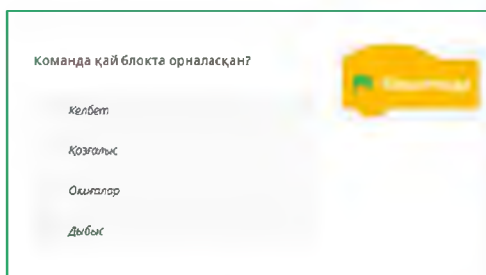 Команда қай блокта орналасқан?
Келбет
Қозғалыс
Оқиғалар
Дыбыс